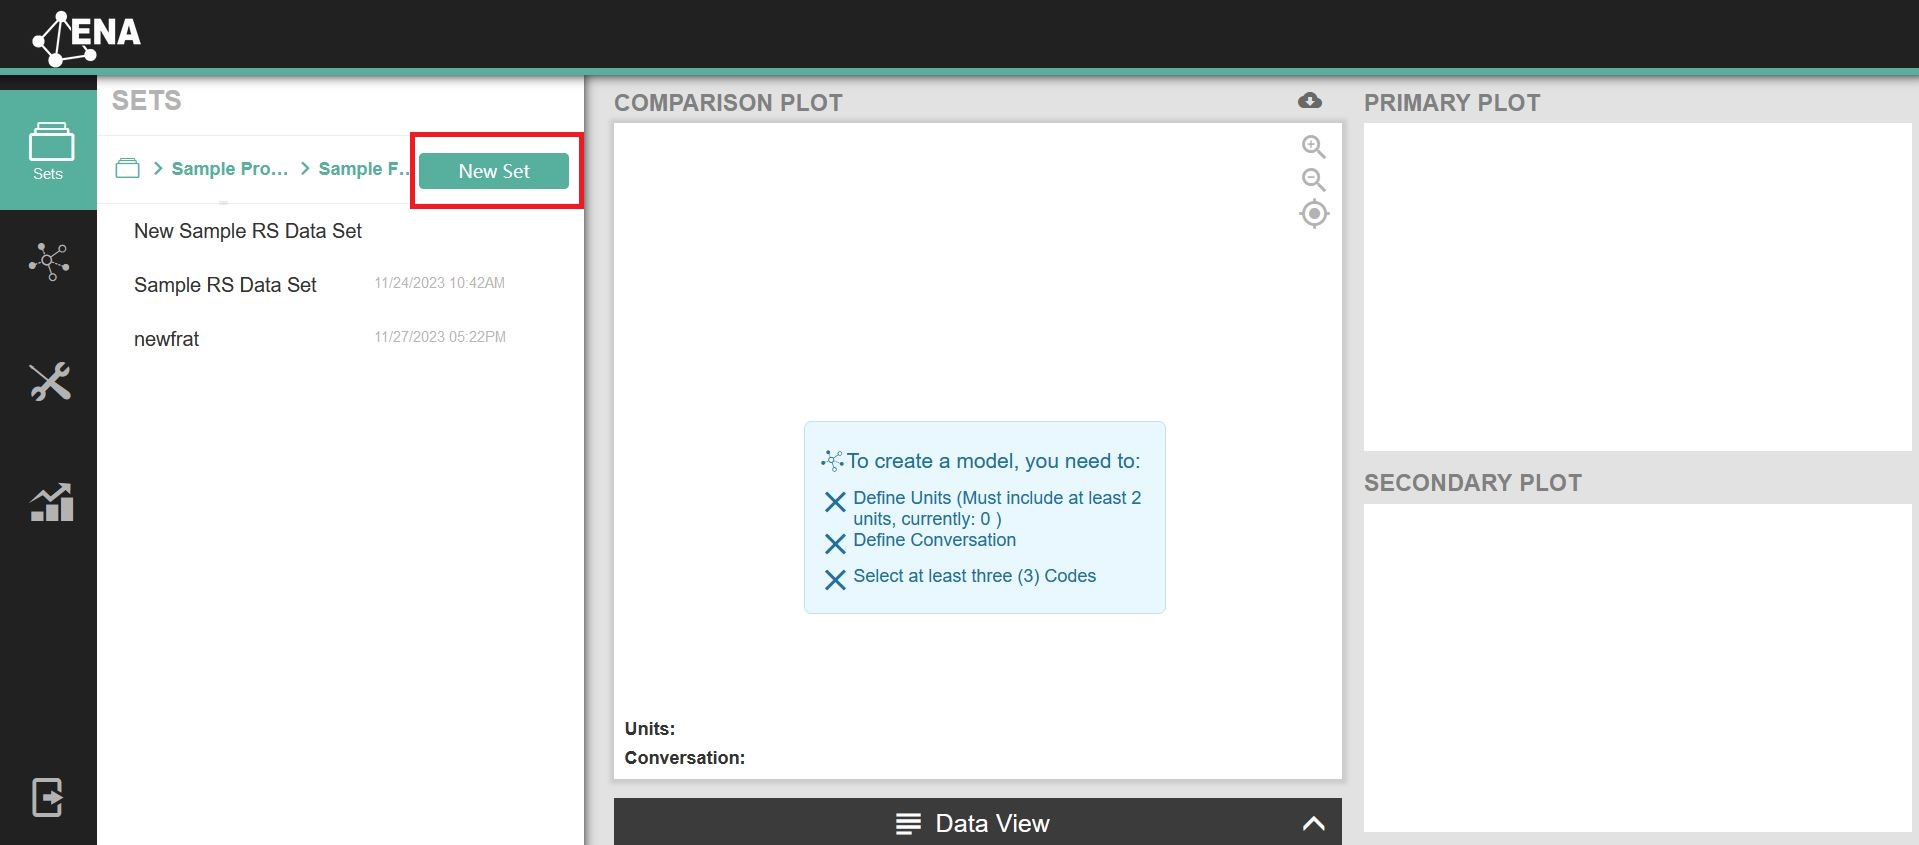 ENA
Sets
SETS
Sample Pro...
Sample F...
New Set
New Sample RS Data Set
Sample RS Data Set
11/24/2023 10:42AM
newfrat
11/27/2023 05:22PM
COMPARISON PLOT
To create a model, you need to:
Define Units (Must include at least 2
units, currently: 0 )
Define Conversation
Select at least three (3) Codes
Units:
Conversation:
Data View
PRIMARY PLOT
SECONDARY PLOT